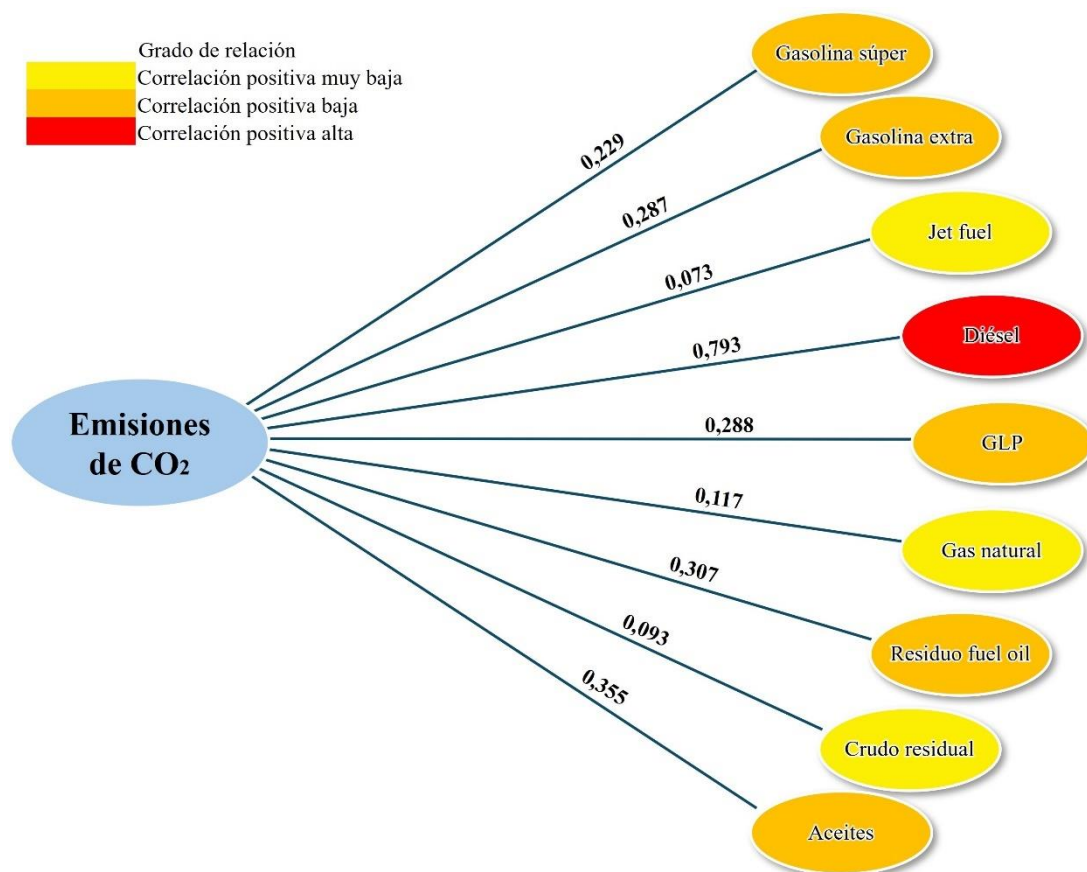 Grado de relación
Correlación positiva muy baja
Correlación positiva baja
Correlación positiva alta
Gasolina súper
0,229
Gasolina extra
0,287
Jet fuel
0,073
Diésel
0,793
Emisiones
de CO₂
GLP
0,288
Gas natural
0,117
Residuo fuel oil
0,307
Crudo residual
0,093
Aceites
0,355